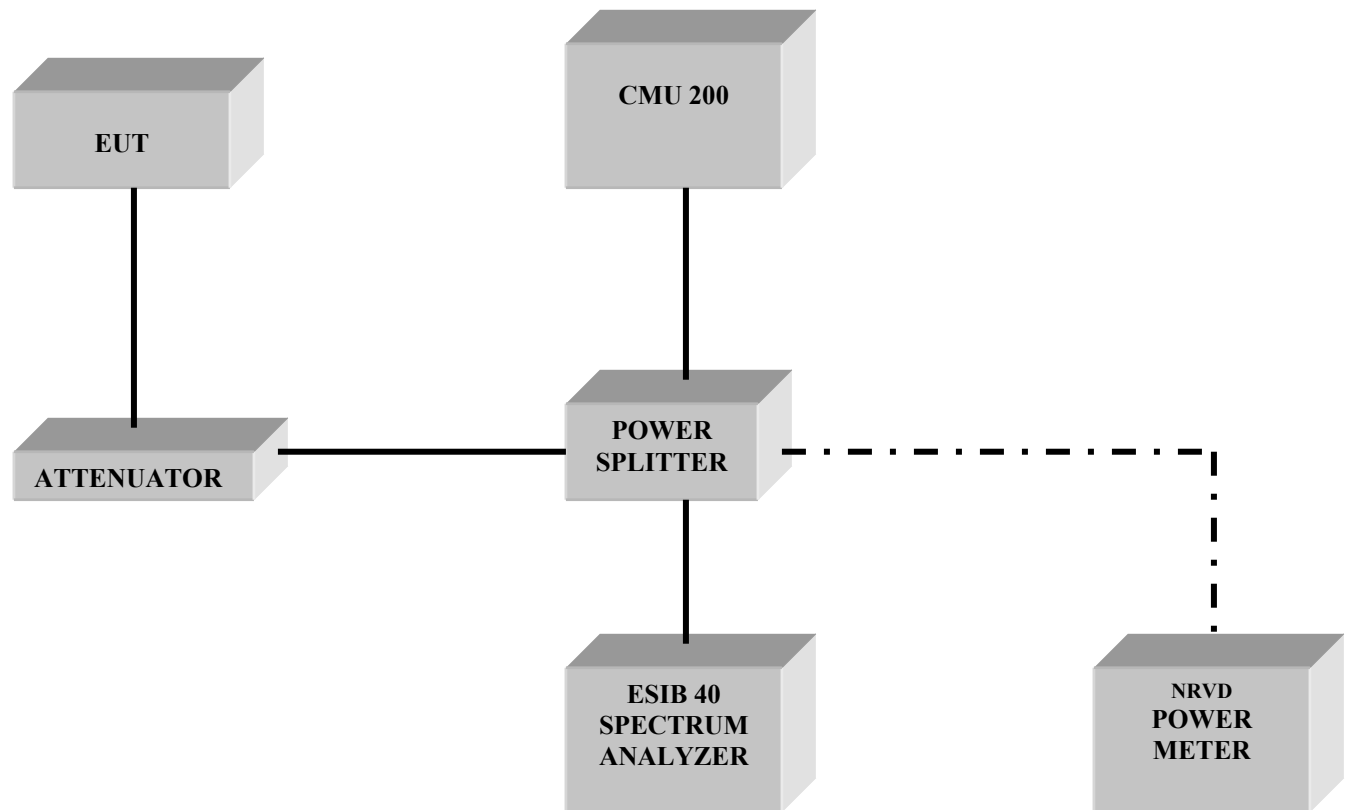 EUT
CMU 200
ATTENUATOR
POWER
SPLITTER
ESIB 40
SPECTRUM
ANALYZER
NRVD
POWER
METER